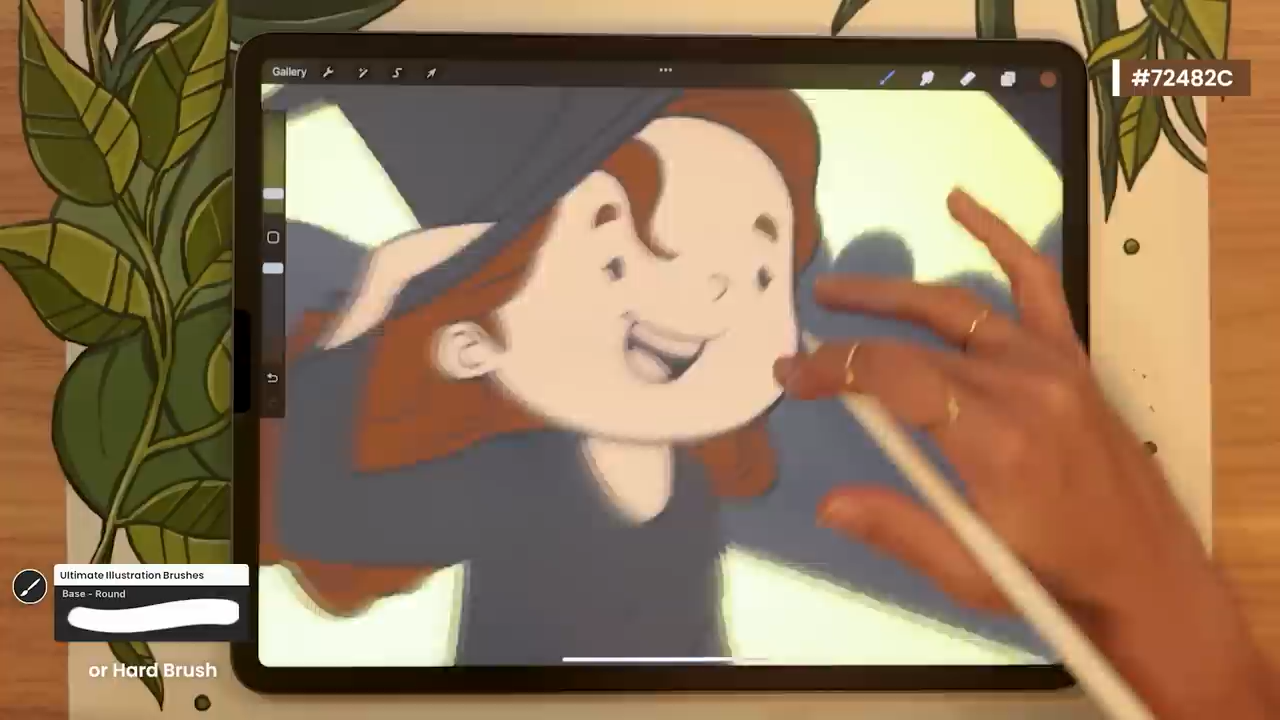 Gallery
#72482C
Ultimate Illustration Brushes
Base - Round
or Hard Brush